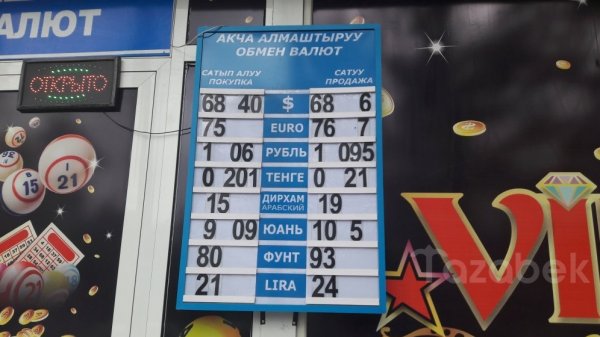 ВАЛЮТ
ОТКРЫТО
АКЧА АЛМАШТЫРУУ
ОБМЕН ВАЛЮТ
САТЫП АЛУУ САТУУ
ПОКУПКА ПРОДАЖА
68 40 $ 68 6
75 EURO 76 7
1 06 РУБЛЬ 1 095
0 201 ТЕНГЕ 0 21
15 ДИРХАМ АРАБСКИЙ 19
9 09 ЮАНЬ 10 5
80 ФУНТ 93
21 LIRA 24
15
21
VI
Tazabek